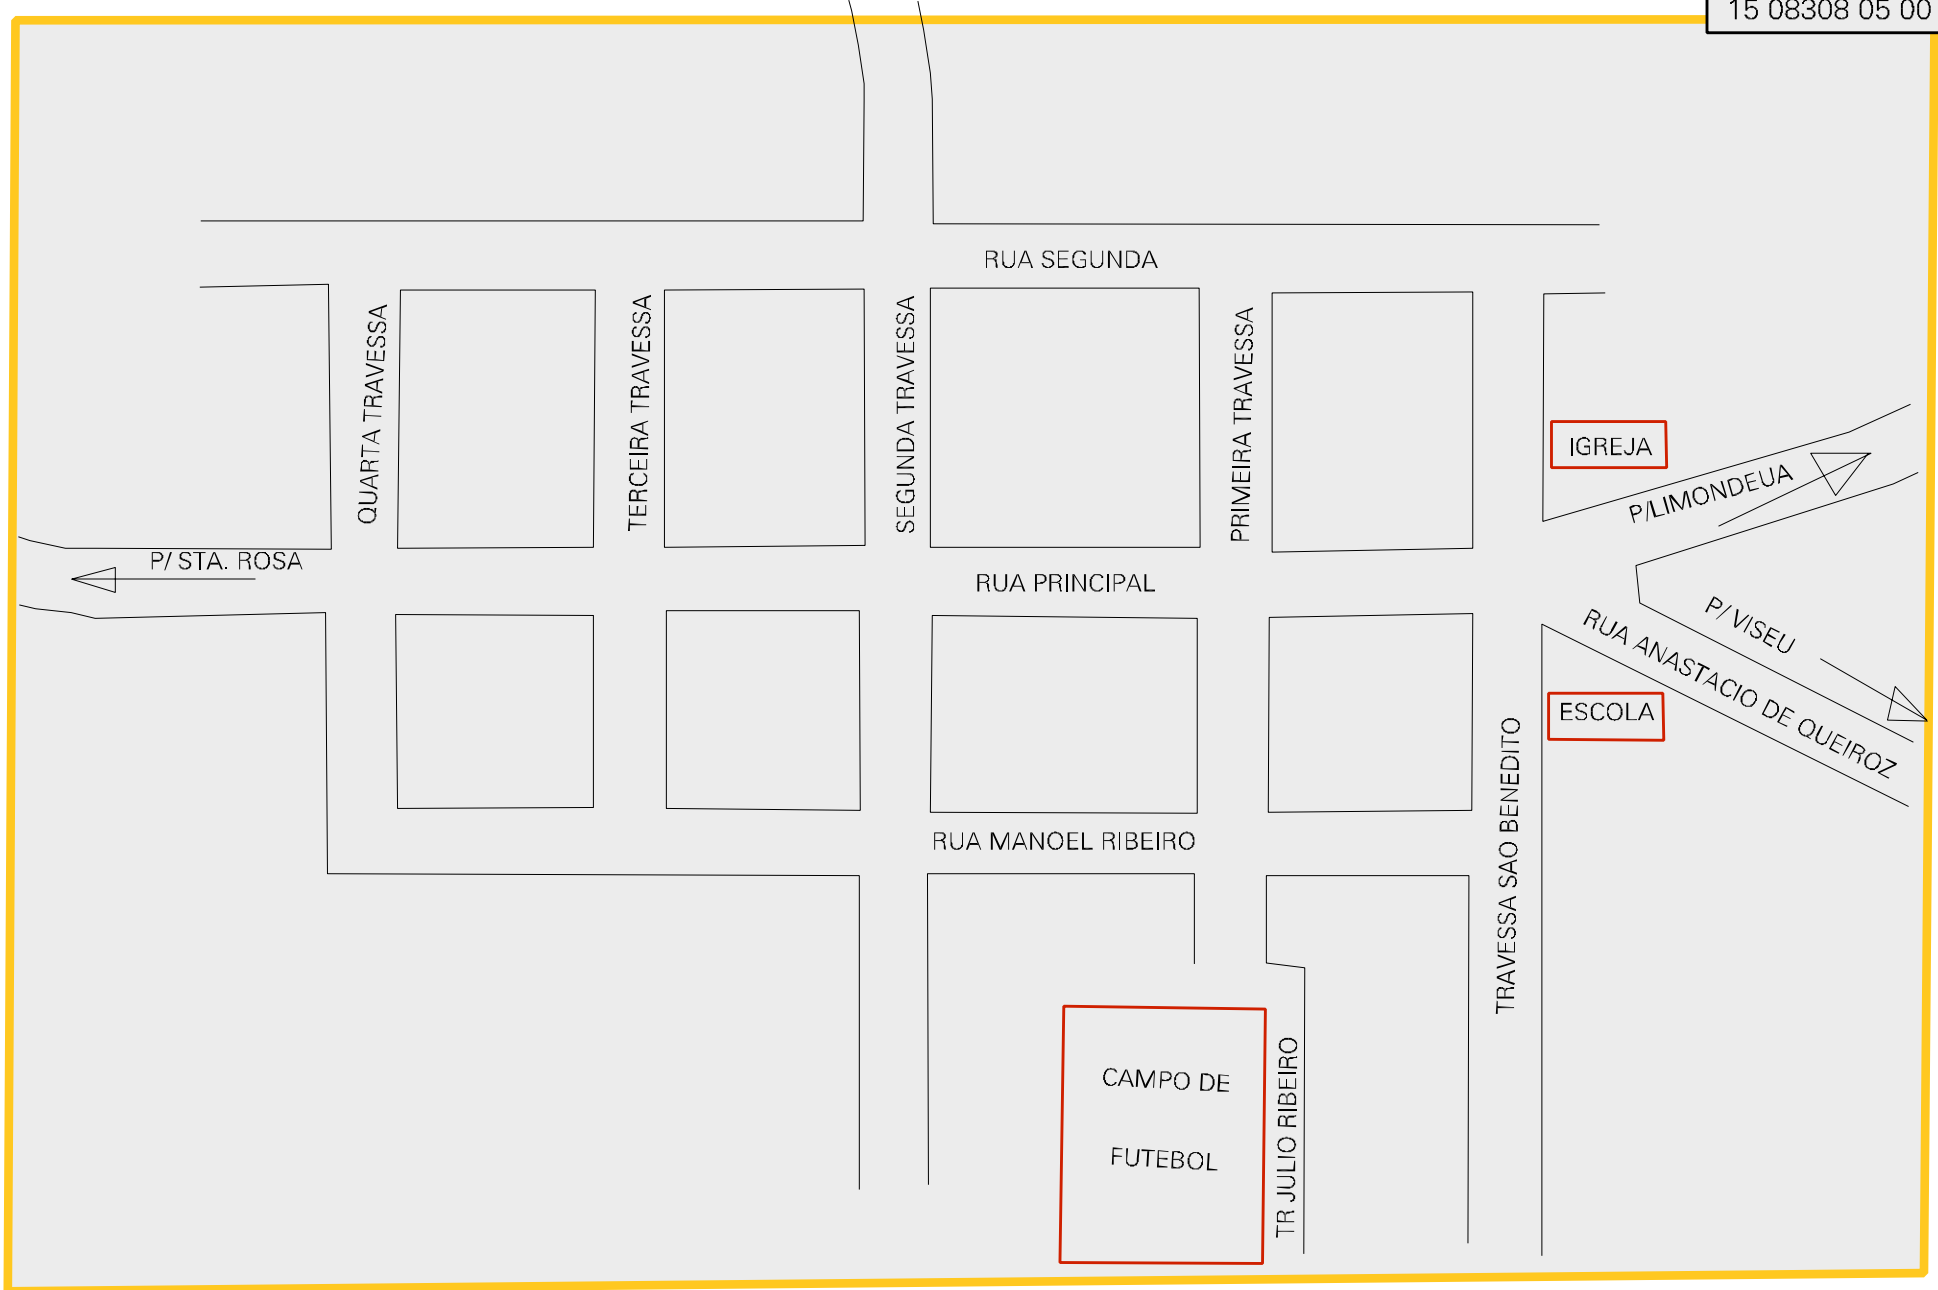 15 08308 05 00
RUA SEGUNDA
QUARTA TRAVESSA
TERCEIRA TRAVESSA
SEGUNDA TRAVESSA
PRIMEIRA TRAVESSA
IGREJA
P/LIMONDEUA
P/ STA. ROSA
RUA PRINCIPAL
P/ VISEU
RUA ANASTACIO DE QUEIROZ
ESCOLA
TRAVESSA SAO BENEDITO
RUA MANOEL RIBEIRO
CAMPO DE
FUTEBOL
TR JULIO RIBEIRO